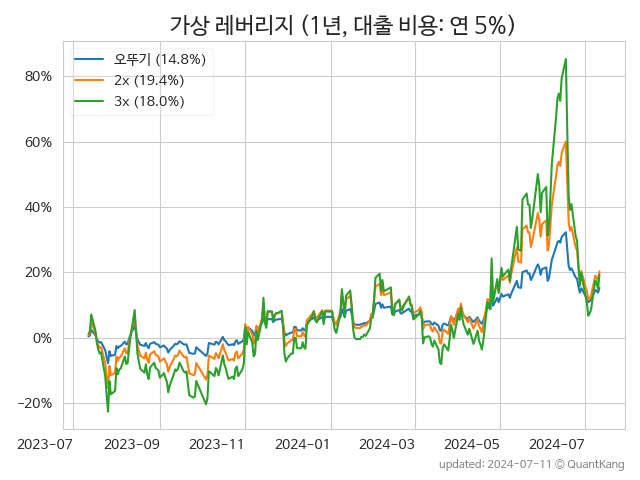 가상 레버리지 (1년, 대출 비용: 연 5%)
오뚜기 (14.8%)
2x (19.4%)
3x (18.0%)
80%
60%
40%
20%
0%
−20%
2023-07 2023-09 2023-11 2024-01 2024-03 2024-05 2024-07
updated: 2024-07-11 © QuantKang